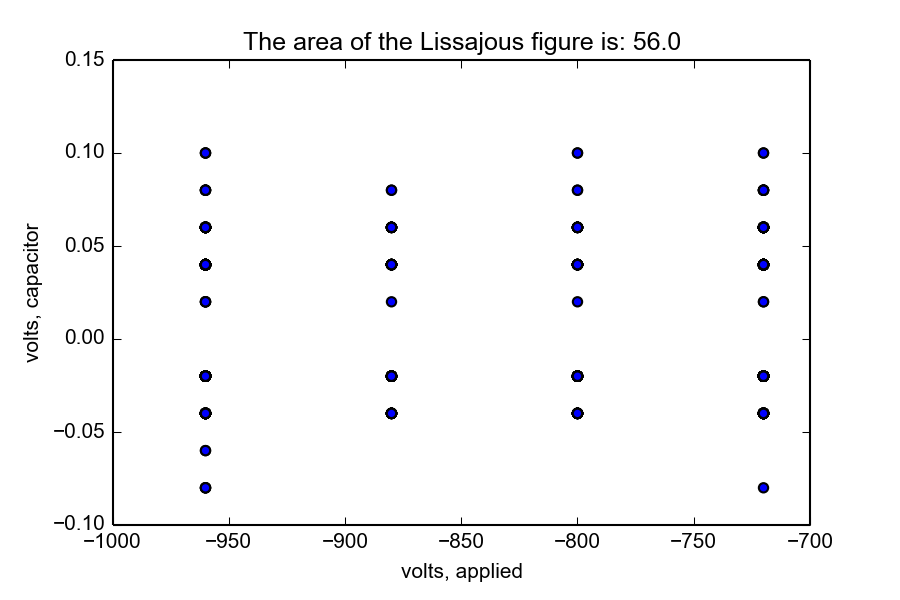 The area of the Lissajous figure is: 56.0
0.15
0.10
0.05
0.00
−0.05
−0.10
volts, capacitor
−1000 −950 −900 −850 −800 −750 −700
volts, applied